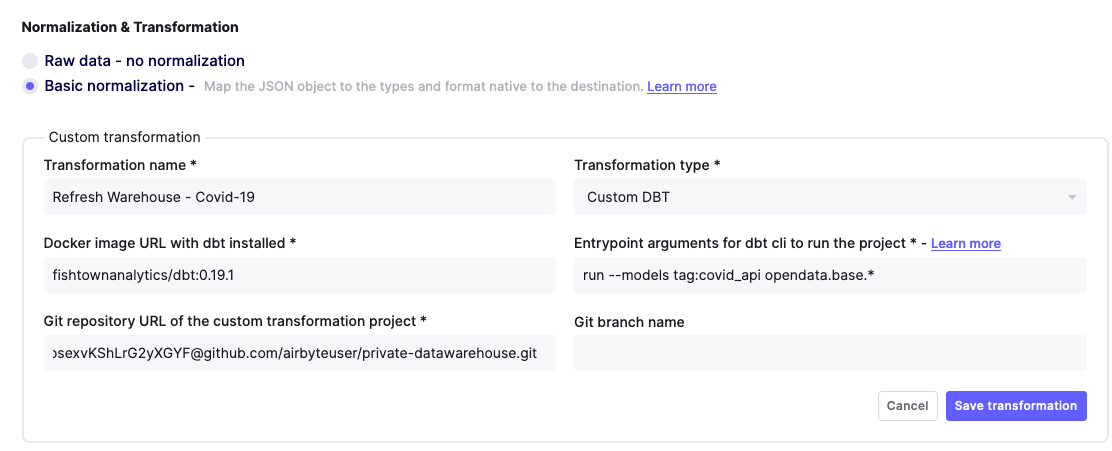 Normalization & Transformation
Raw data - no normalization
Basic normalization - Map the JSON object to the types and format native to the destination. Learn more
Custom transformation
Transformation name *
Transformation type *
Refresh Warehouse - Covid-19
Custom DBT
Docker image URL with dbt installed *
Entrypoint arguments for dbt cli to run the project * - Learn more
fishtownanalytics/dbt:0.19.1
run --models tag:covid_api opendata.base.*
Git repository URL of the custom transformation project *
Git branch name
osexvKShLrG2yXGYF@github.com/airbyteuser/private-datawarehouse.git
Cancel
Save transformation